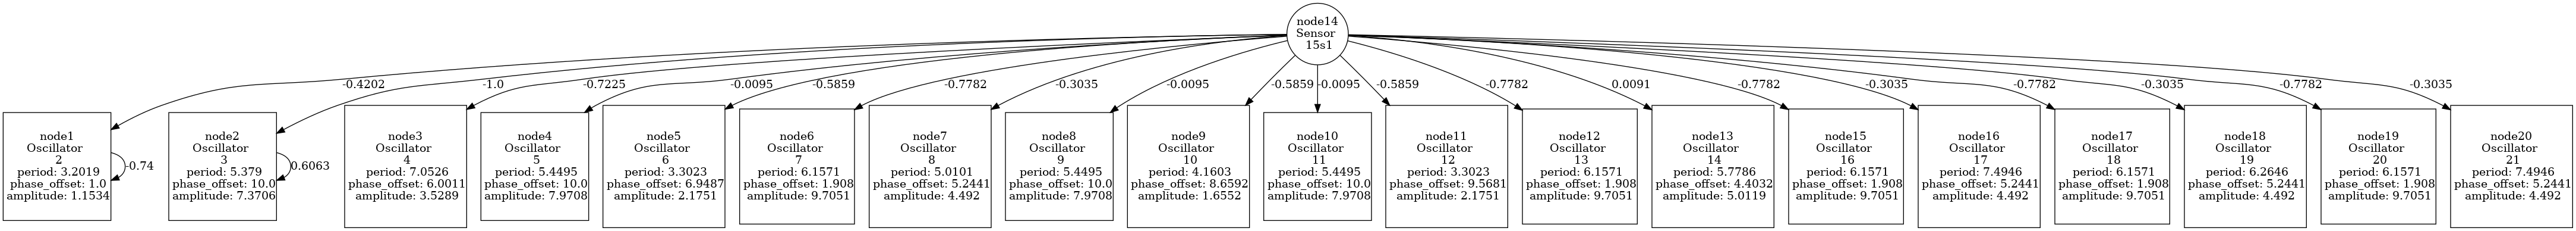 node14
Sensor
15s1
-0.4202
-1.0
-0.7225
-0.0095
-0.5859
-0.7782
-0.3035
-0.0095
-0.5859
-0.0095
-0.5859
-0.7782
0.0091
-0.7782
-0.3035
-0.7782
-0.3035
-0.7782
-0.3035
node1
Oscillator
2
period: 3.2019
phase_offset: 1.0
amplitude: 1.1534
-0.74
node2
Oscillator
3
period: 5.379
phase_offset: 10.0
amplitude: 7.3706
0.6063
node3
Oscillator
4
period: 7.0526
phase_offset: 6.0011
amplitude: 3.5289
node4
Oscillator
5
period: 5.4495
phase_offset: 10.0
amplitude: 7.9708
node5
Oscillator
6
period: 3.3023
phase_offset: 6.9487
amplitude: 2.1751
node6
Oscillator
7
period: 6.1571
phase_offset: 1.908
amplitude: 9.7051
node7
Oscillator
8
period: 5.0101
phase_offset: 5.2441
amplitude: 4.492
node8
Oscillator
9
period: 5.4495
phase_offset: 10.0
amplitude: 7.9708
node9
Oscillator
10
period: 4.1603
phase_offset: 8.6592
amplitude: 1.6552
node10
Oscillator
11
period: 5.4495
phase_offset: 10.0
amplitude: 7.9708
node11
Oscillator
12
period: 3.3023
phase_offset: 9.5681
amplitude: 2.1751
node12
Oscillator
13
period: 6.1571
phase_offset: 1.908
amplitude: 9.7051
node13
Oscillator
14
period: 5.7786
phase_offset: 4.4032
amplitude: 5.0119
node15
Oscillator
16
period: 6.1571
phase_offset: 1.908
amplitude: 9.7051
node16
Oscillator
17
period: 7.4946
phase_offset: 5.2441
amplitude: 4.492
node17
Oscillator
18
period: 6.1571
phase_offset: 1.908
amplitude: 9.7051
node18
Oscillator
19
period: 6.2646
phase_offset: 5.2441
amplitude: 4.492
node19
Oscillator
20
period: 6.1571
phase_offset: 1.908
amplitude: 9.7051
node20
Oscillator
21
period: 7.4946
phase_offset: 5.2441
amplitude: 4.492